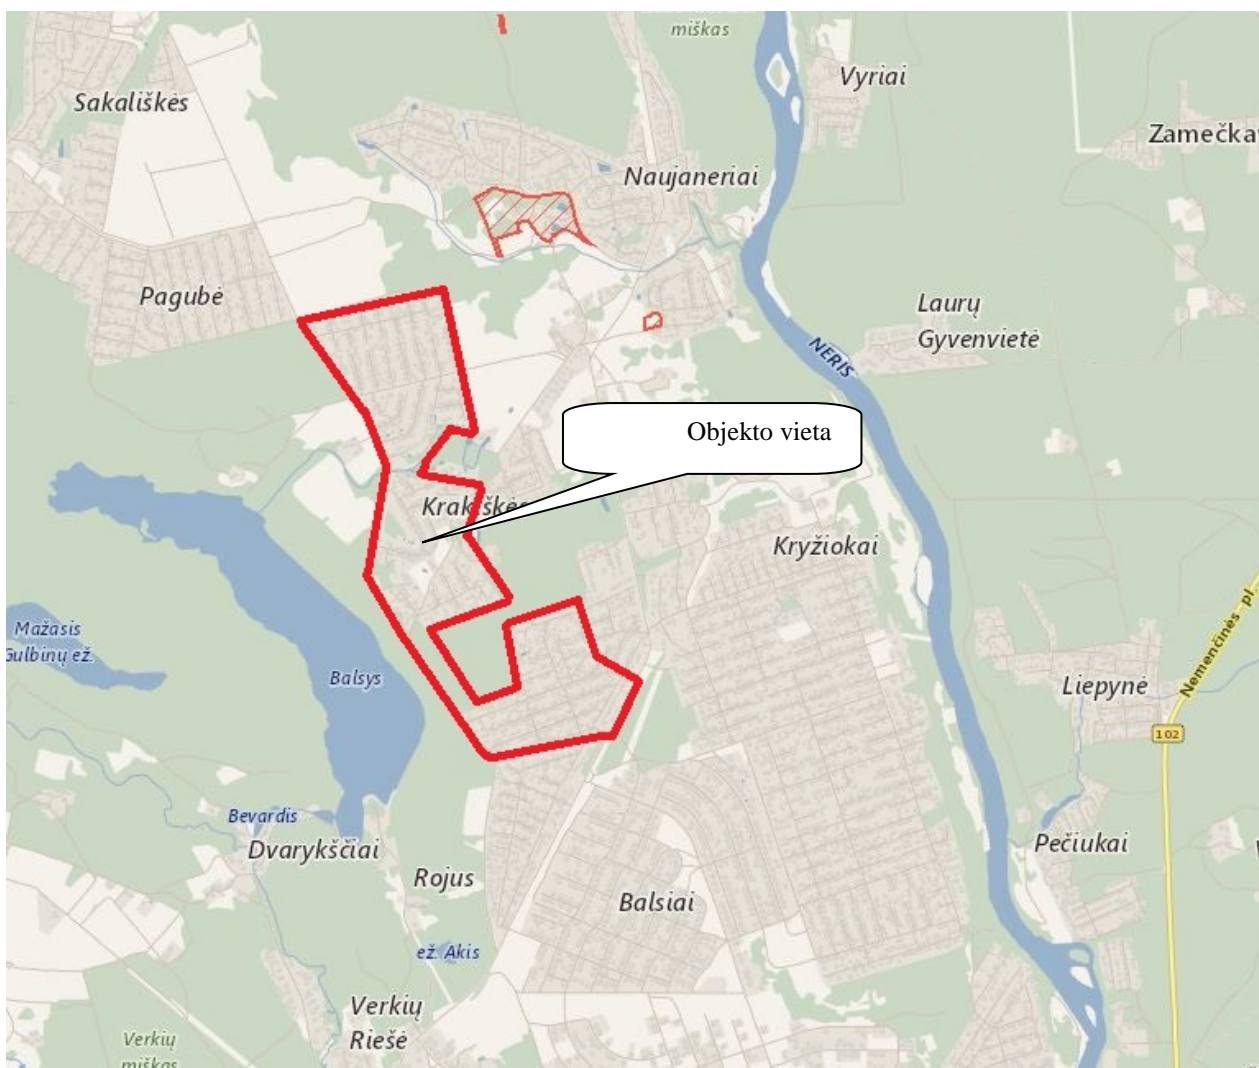 miškas
Vyriai
Sakališkės
Zamečka
Naujaneriai
Pagubė
Laurų
Gyvenvietė
NERIS
Objekto vieta
Kryžiokai
Mažasis
Gulbinų ež.
Balsys
Liepynė
Nemenčinės pl.
102
Bevardis
Dvarykščiai
Pečiukai
Rojus
Balsiai
ež. Akis
Verkių
Riešė
Verkių
miškas